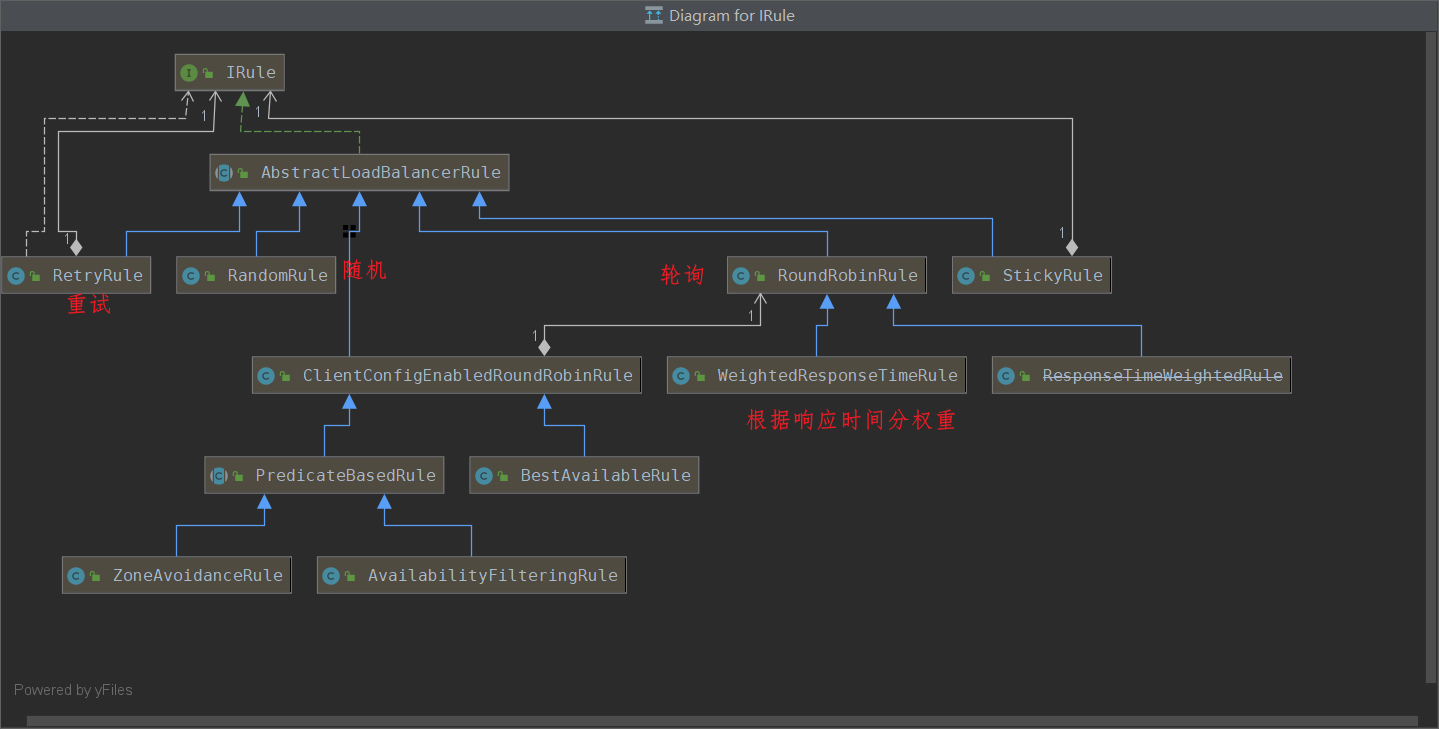 Diagram for IRule
IRule
1
1
AbstractLoadBalancerRule
1
1
RetryRule
RandomRule
随机
轮询
RoundRobinRule
StickyRule
重试
1
1
ClientConfigEnabledRoundRobinRule
WeightedResponseTimeRule
ResponseTimeWeightedRule
根据响应时间分权重
PredicateBasedRule
BestAvailableRule
ZoneAvoidanceRule
AvailabilityFilteringRule
Powered by yFiles